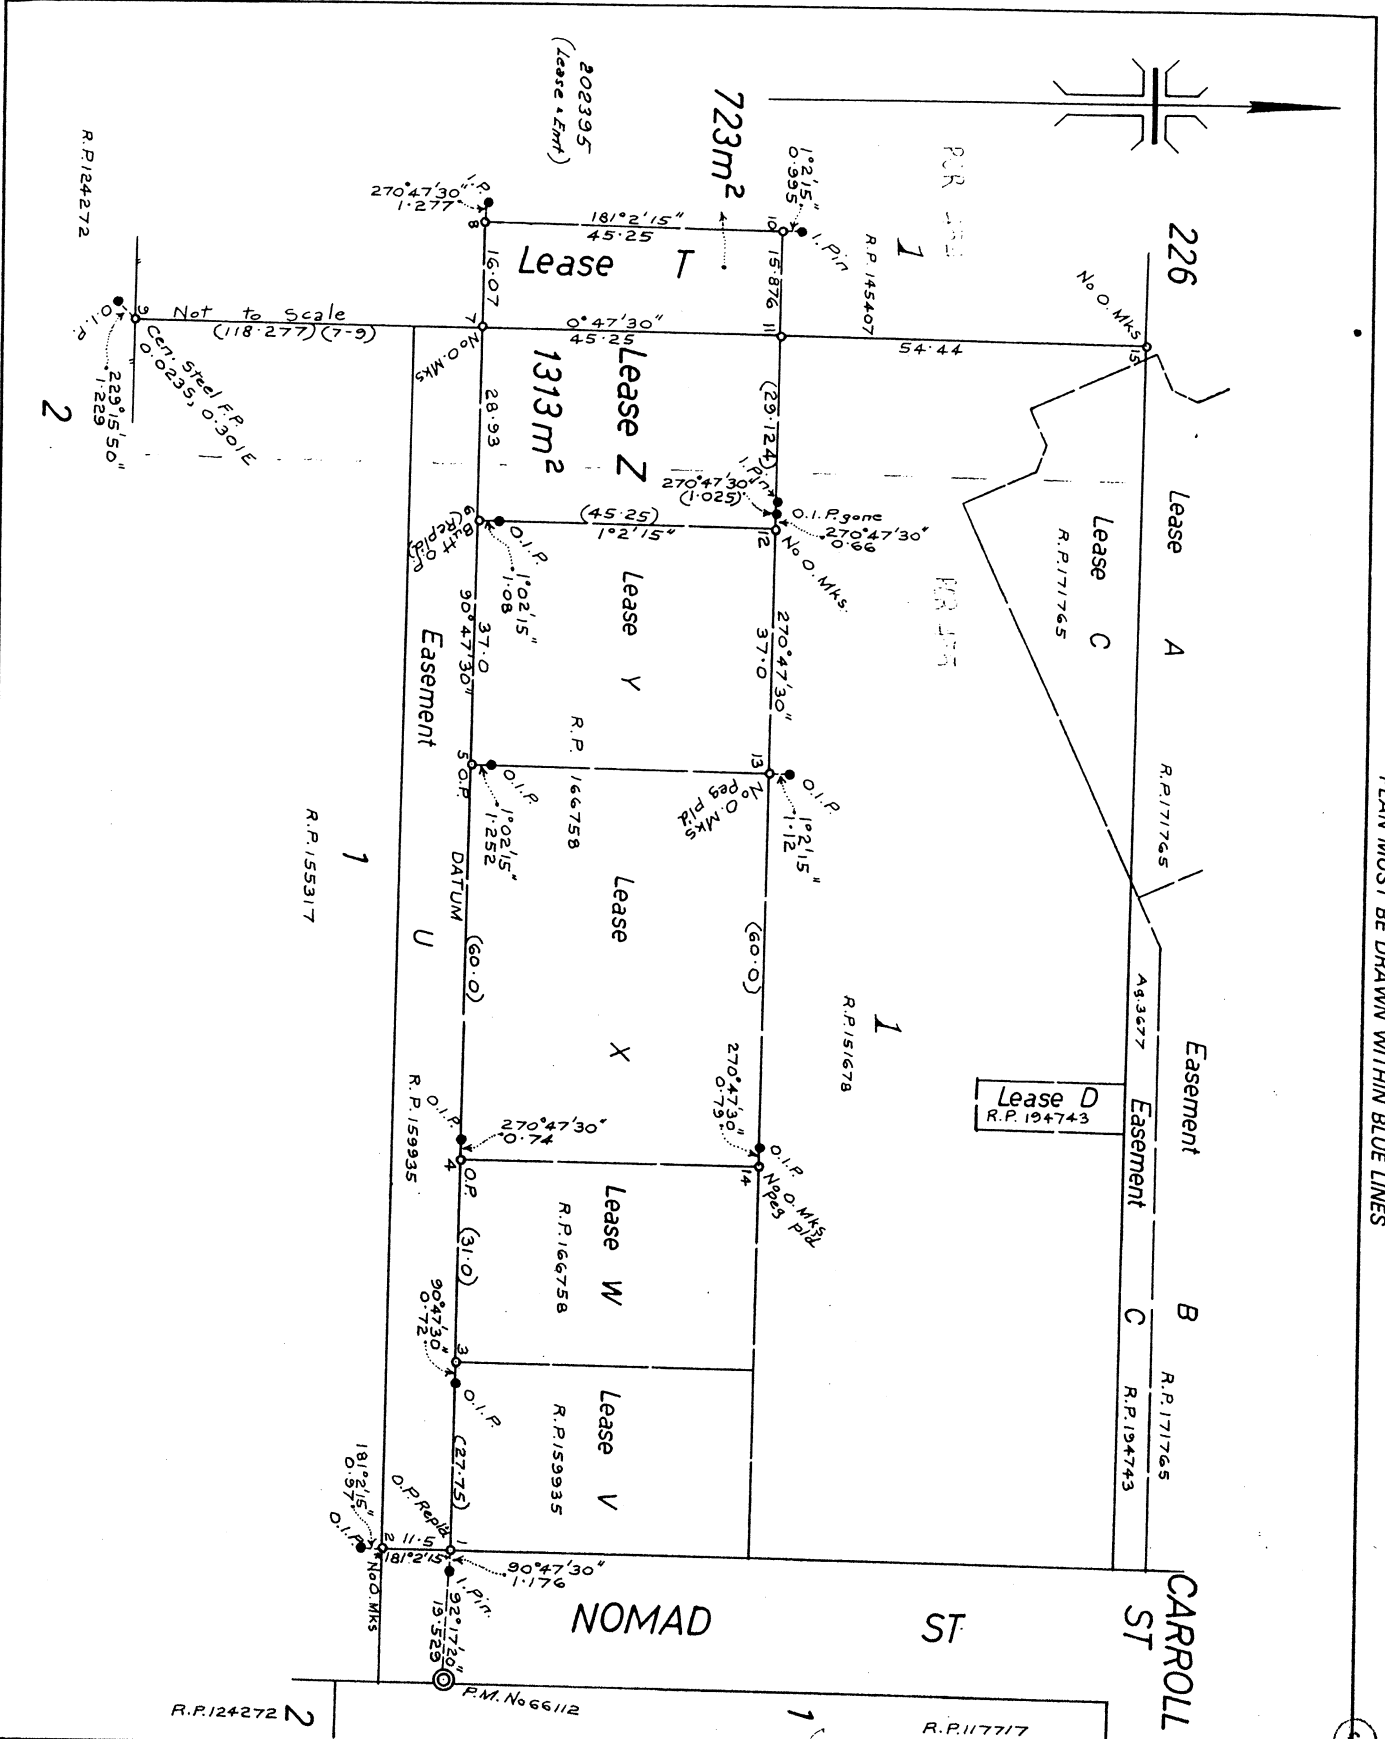 PLAN MUST BE DRAWN WITHIN BLUE LINES
226
CARROLL
ST
NOMAD
ST
Lease A
R.P.171765
Easement B
R.P.171765
Ag.3677
Easement C
R.P.194743
Lease C
R.P.171765
Lease D
R.P. 194743
No O.Mks
15
54.44
1
R.P.145407
1
R.P.151678
723m²
202395
(Lease & Emt)
1°2'15"
0.995
I.Pin
10
15.876
11
(29.124)
I.Pin
270°47'30"
(1.025)
O.I.P.gone
270°47'30"
0.66
12
No O.Mks.
270°47'30"
37.0
13
No O.Mks
Peg pl'd
O.I.P.
1°2'15"
1.12
(60.0)
270°47'30"
0.79
O.I.P.
14
No O.Mks
peg pl'd
181°2'15"
45.25
Lease T
0°47'30"
45.25
Lease Z
1313m²
(45.25)
1°2'15"
Lease Y
R.P. 166758
Lease X
Lease W
R.P.166758
Lease V
R.P.159935
I.P.
270°47'30"
1.277
8
16.07
7
No O.Mks
28.93
6
Butt O.P.
(Repl'd)
O.I.P.
1°02'15"
1.08
37.0
90°47'30"
5
O.P.
O.I.P.
1°02'15"
1.252
DATUM
(60.0)
O.I.P.
270°47'30"
0.74
4
O.P.
(31.0)
90°47'30"
0.72
3
O.I.P.
(27.75)
O.P. Repl'd
1
90°47'30"
1.176
I.Pin.
92°17'20"
19.529
P.M. No 66112
2
11.5
181°2'15"
No O.Mks
181°2'15"
0.97
O.I.P.
Easement U
R.P.159935
1
R.P.155317
Not to Scale
(118.277)(7-9)
9
O.I.P.
Cen. Steel F.P.
0.023S, 0.301E
229°15'50"
1.229
2
R.P.124272
R.P.124272
2
1
R.P.117717